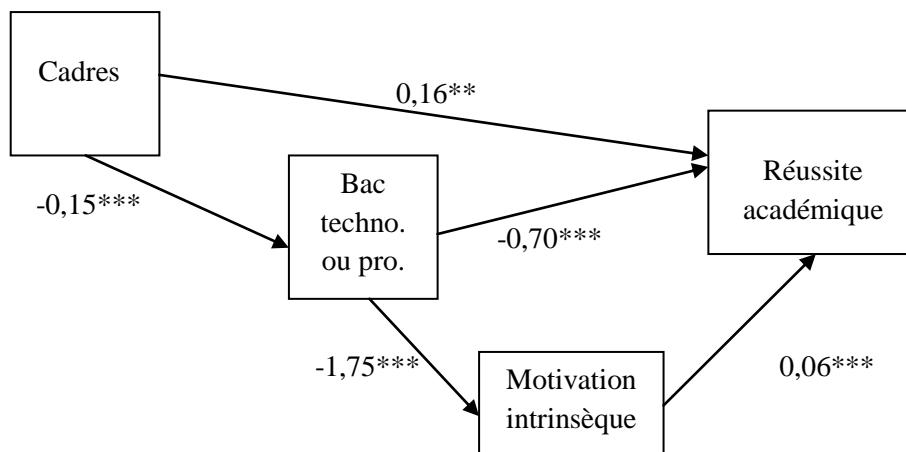 Cadres
0,16**
-0,15***
Bac
techno.
ou pro.
-0,70***
Réussite
académique
-1,75***
Motivation
intrinsèque
0,06***